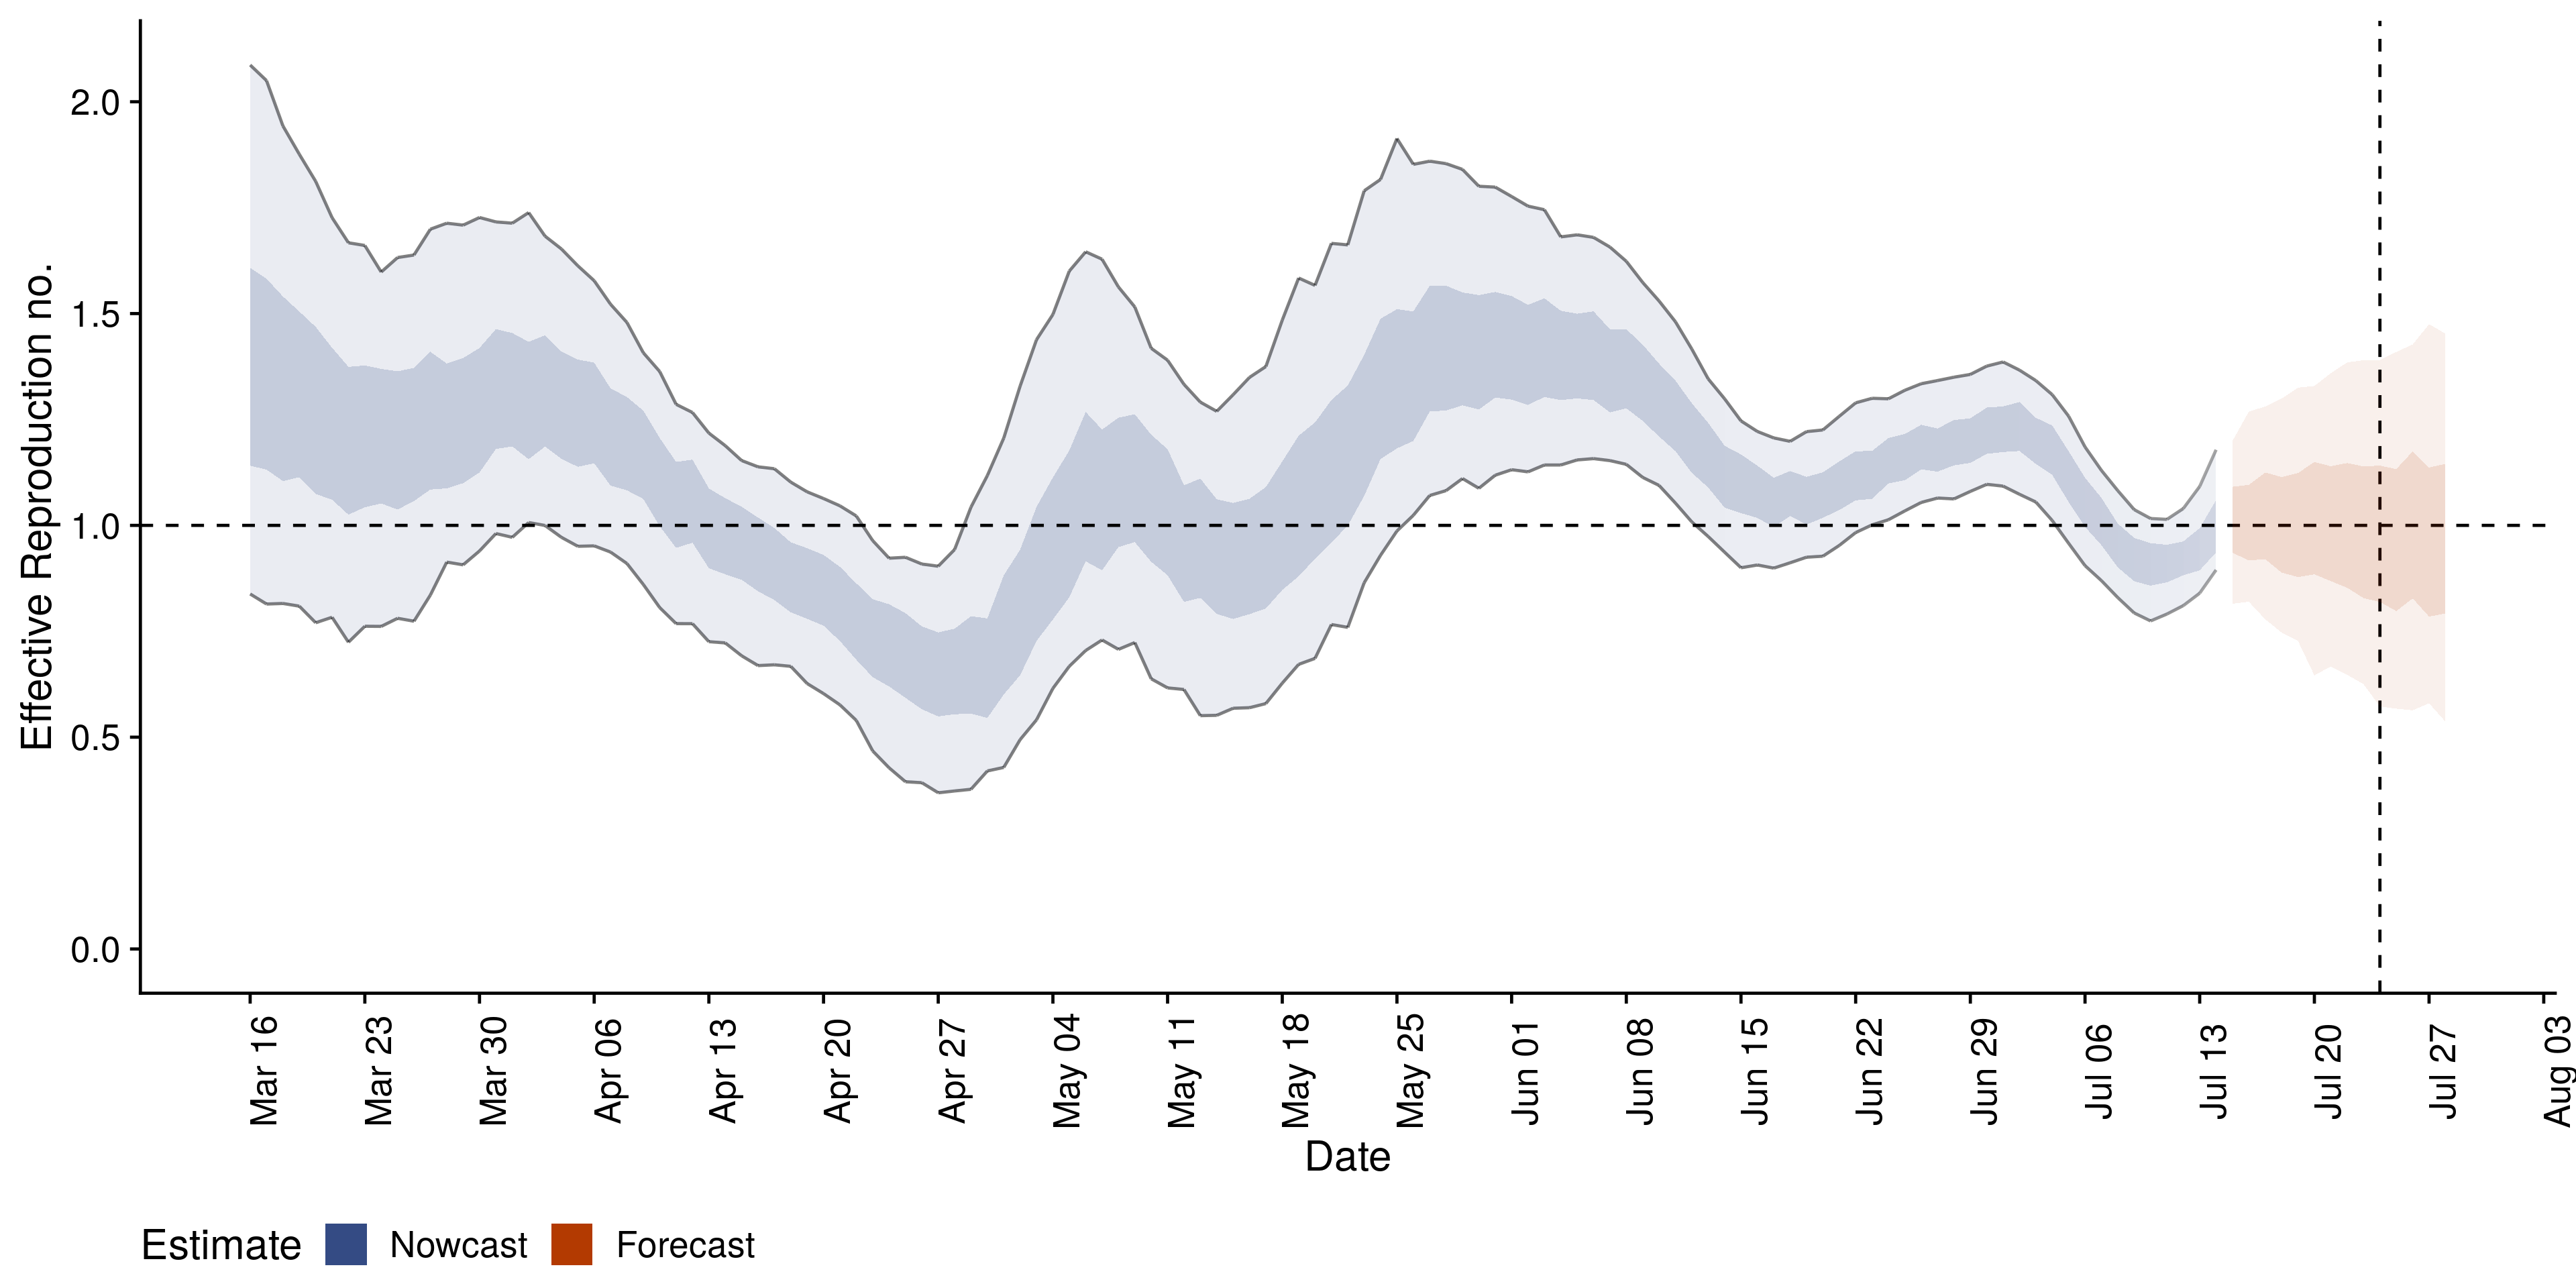 Effective Reproduction no.
2.0
1.5
1.0
0.5
0.0
Mar 16
Mar 23
Mar 30
Apr 06
Apr 13
Apr 20
Apr 27
May 04
May 11
May 18
May 25
Jun 01
Jun 08
Jun 15
Jun 22
Jun 29
Jul 06
Jul 13
Jul 20
Jul 27
Aug 03
Date
Estimate Nowcast Forecast